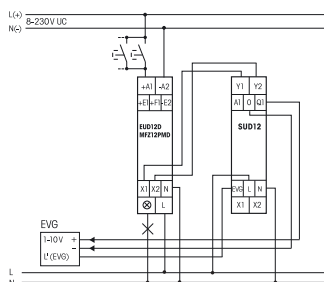 L(+)
8-230V UC
N(-)
+A1 -A2
+E1 +F1 -E2
EUD12D
MFZ12PMD
X1 X2 N
L
Y1 Y2
A1 0 Q1
SUD12
EVG L N
X1 X2
EVG
1-10V +
-
L'(EVG)
L
N